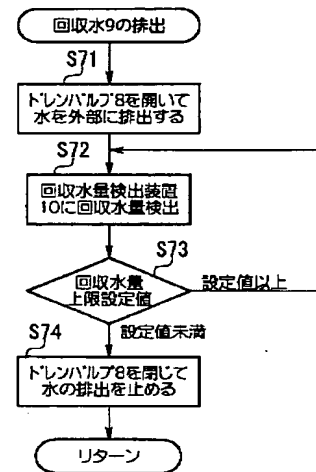 回収水9の排出
S71
ドレンバルブ8を開いて
水を外部に排出する
S72
回収水量検出装置
10に回収水量検出
S73
回収水量
上限設定値
設定値以上
設定値未満
S74
ドレンバルブ8を閉じて
水の排出を止める
リターン